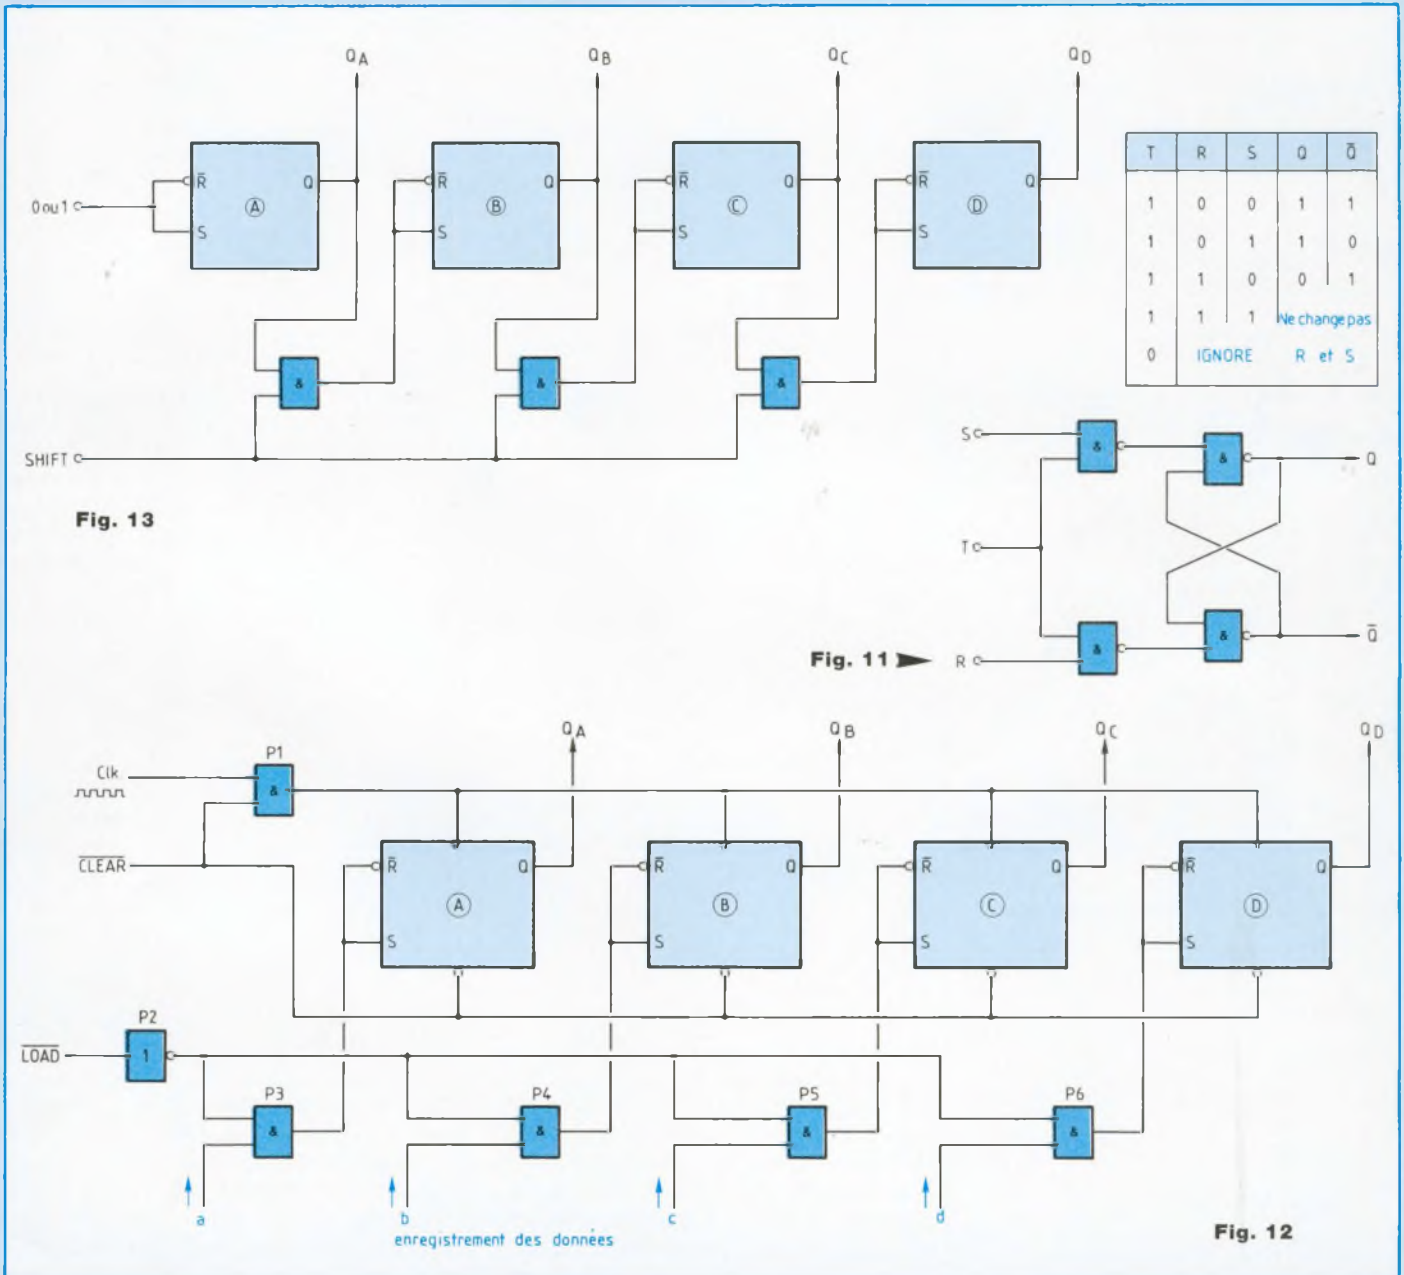 QA QB QC QD
R̅ Q R̅ Q R̅ Q R̅ Q
0 ou 1 A B C D
S S S S
T R S Q Q̅
1 0 0 1 1
1 0 1 1 0
1 1 0 0 1
1 1 1 Ne change pas
0 IGNORE R et S
& & &
SHIFT
Fig. 13
S & & Q
T
R & & Q̅
Fig. 11
QA QB QC QD
P1
Clk &
CLEAR̅
R̅ Q R̅ Q R̅ Q R̅ Q
A B C D
S S S S
P2
LOAD̅ 1
P3 P4 P5 P6
& & & &
a b c d
enregistrement des données
Fig. 12